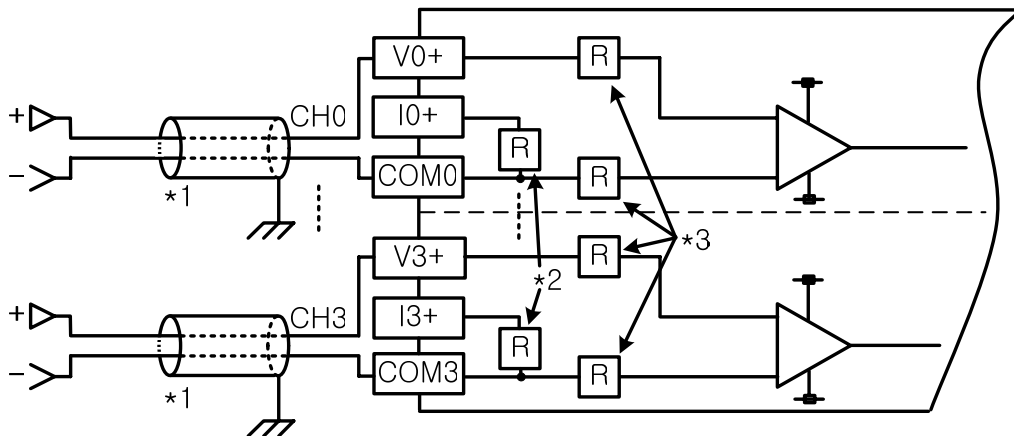 V0+
R
+
CH0
I0+
R
-
COM0
R
*1
*3
V3+
R
*2
+
CH3
I3+
R
-
COM3
R
*1